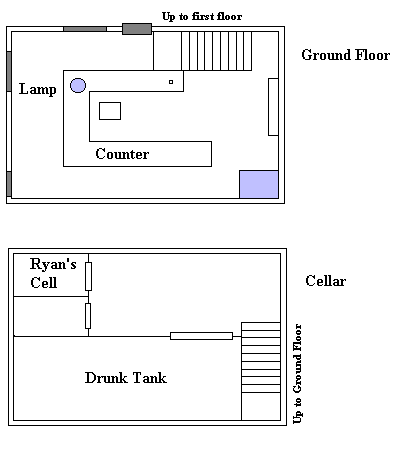 Up to first floor
Ground Floor
Lamp
Counter
Ryan's
Cell
Cellar
Drunk Tank
Up to Ground Floor